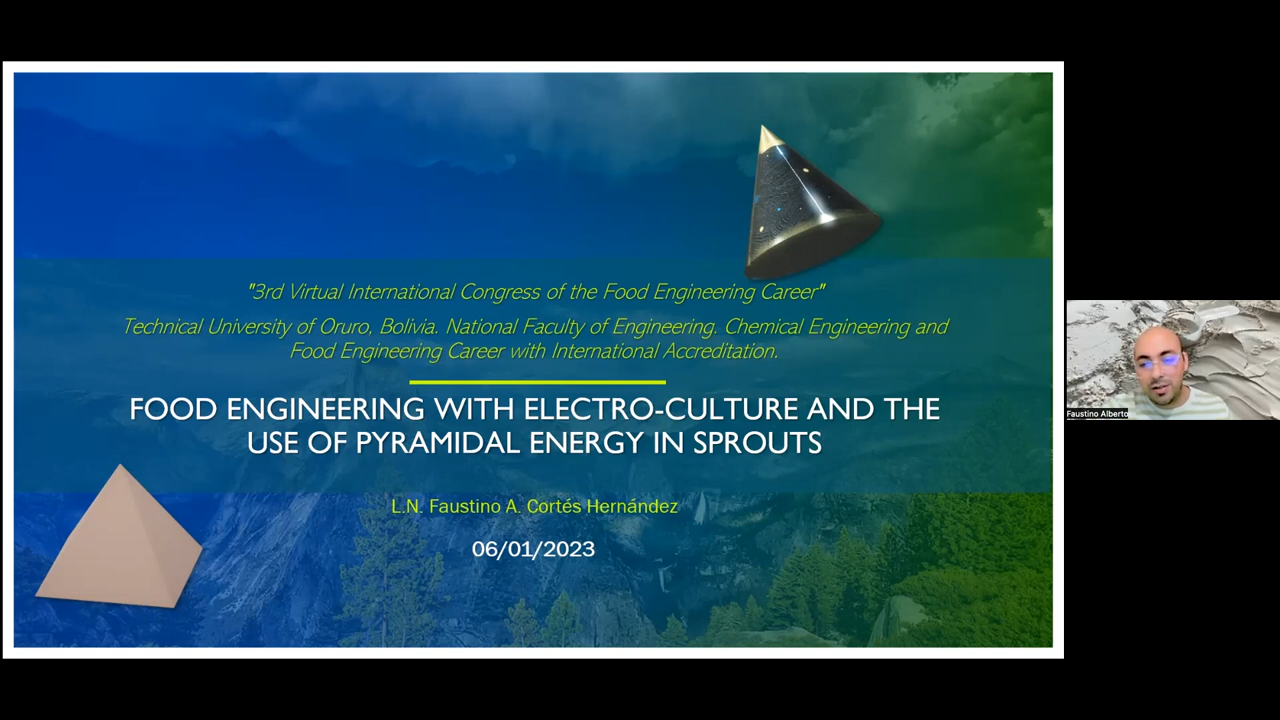 "3rd Virtual International Congress of the Food Engineering Career"
Technical University of Oruro, Bolivia. National Faculty of Engineering. Chemical Engineering and
Food Engineering Career with International Accreditation.
FOOD ENGINEERING WITH ELECTRO-CULTURE AND THE
USE OF PYRAMIDAL ENERGY IN SPROUTS
L.N. Faustino A. Cortés Hernández
06/01/2023
Faustino Alberto